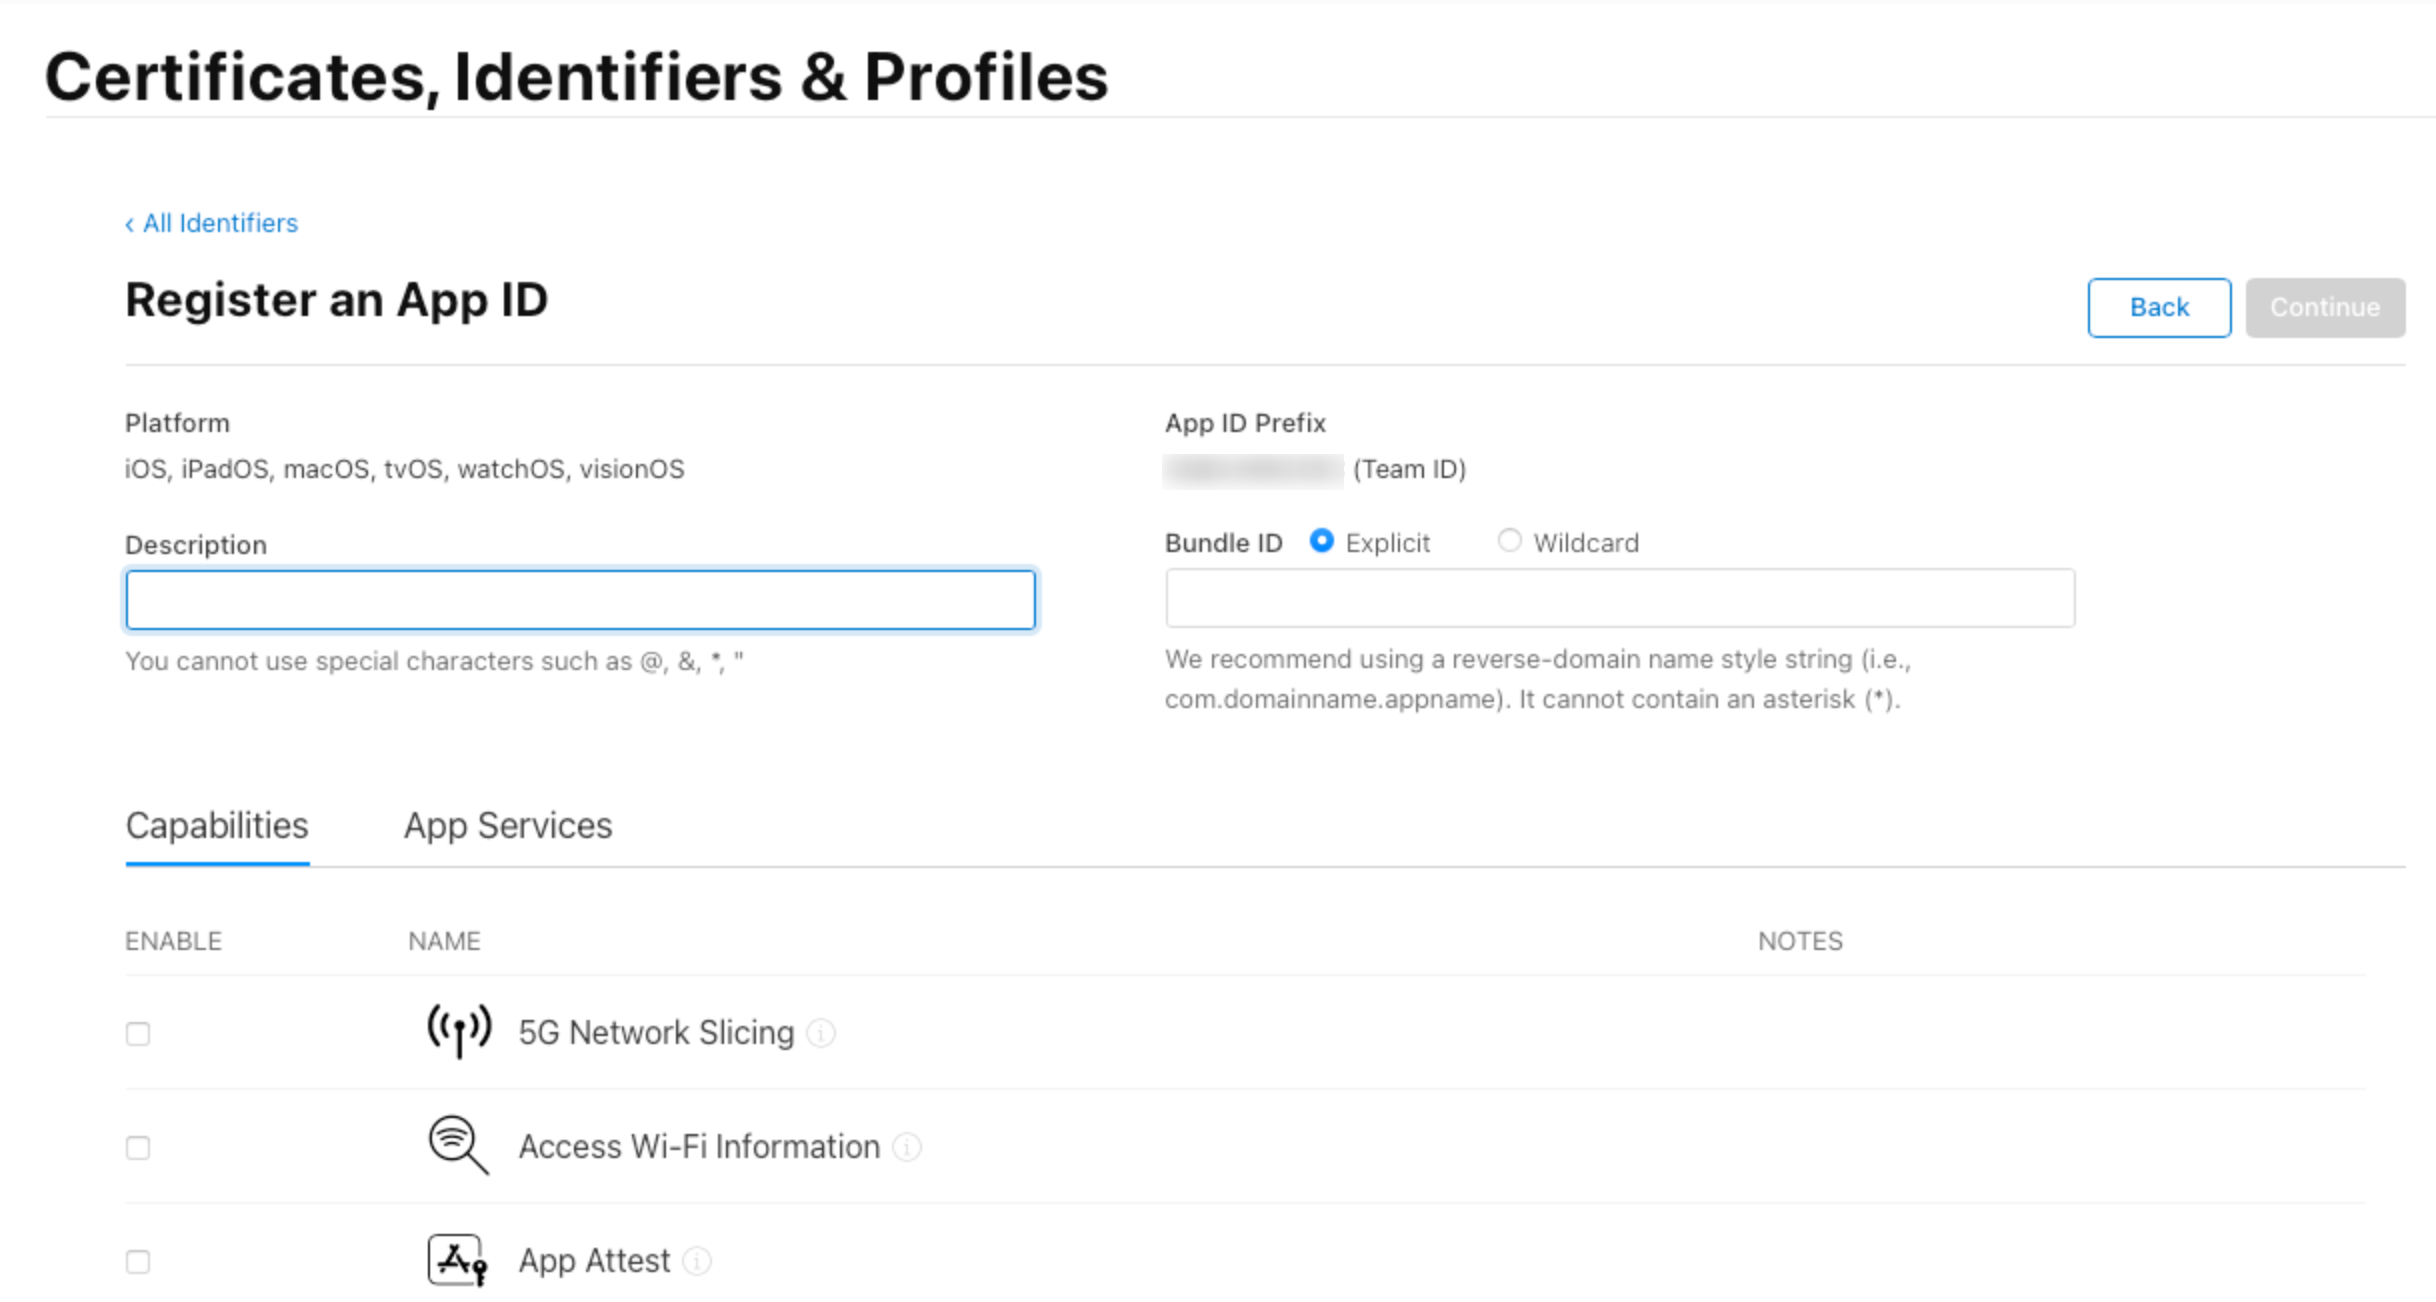 Certificates, Identifiers & Profiles
‹ All Identifiers
Register an App ID
Back
Continue
Platform
iOS, iPadOS, macOS, tvOS, watchOS, visionOS
App ID Prefix
(Team ID)
Description
You cannot use special characters such as @, &, *, "
Bundle ID Explicit Wildcard
We recommend using a reverse-domain name style string (i.e.,
com.domainname.appname). It cannot contain an asterisk (*).
Capabilities App Services
ENABLE NAME NOTES
5G Network Slicing
Access Wi-Fi Information
App Attest